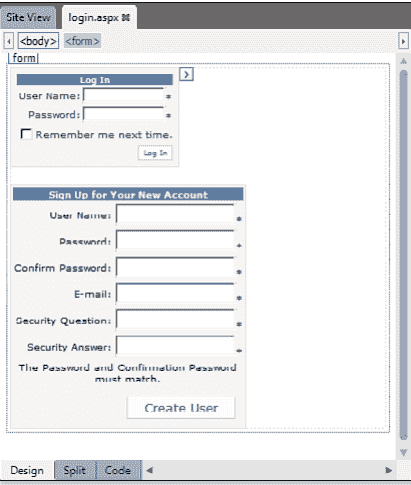 Site View login.aspx
<body> <form>
form
Log In
User Name: *
Password: *
Remember me next time.
Log In
Sign Up for Your New Account
User Name: *
Password: *
Confirm Password: *
E-mail: *
Security Question: *
Security Answer: *
The Password and Confirmation Password
must match.
Create User
Design Split Code